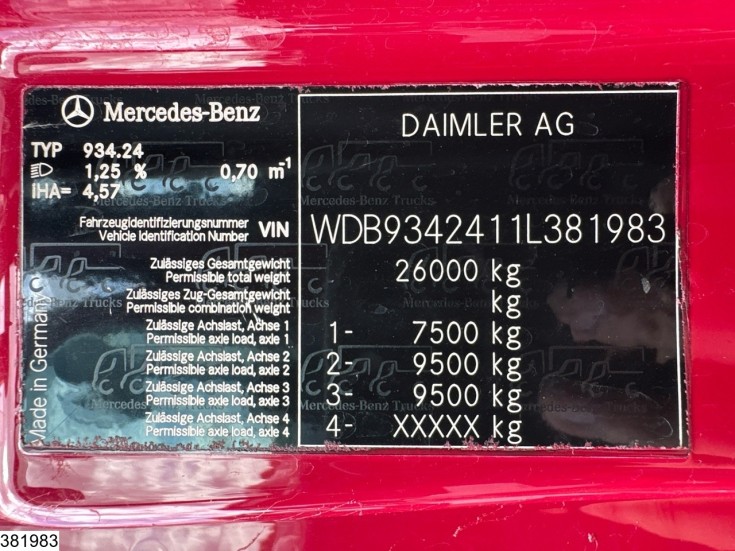 Mercedes-Benz
DAIMLER AG
TYP 934.24
1,25 % 0,70 m⁻¹
IHA= 4,57
Fahrzeugidentifizierungsnummer
Vehicle Identification Number VIN WDB9342411L381983
Zulässiges Gesamtgewicht
Permissible total weight 26000 kg
Zulässiges Zug-Gesamtgewicht
Permissible combination weight kg
Zulässige Achslast, Achse 1
Permissible axle load, axle 1 1- 7500 kg
Zulässige Achslast, Achse 2
Permissible axle load, axle 2 2- 9500 kg
Zulässige Achslast, Achse 3
Permissible axle load, axle 3 3- 9500 kg
Zulässige Achslast, Achse 4
Permissible axle load, axle 4 4- XXXXX kg
Made in Germany
Mercedes-Benz Trucks
381983